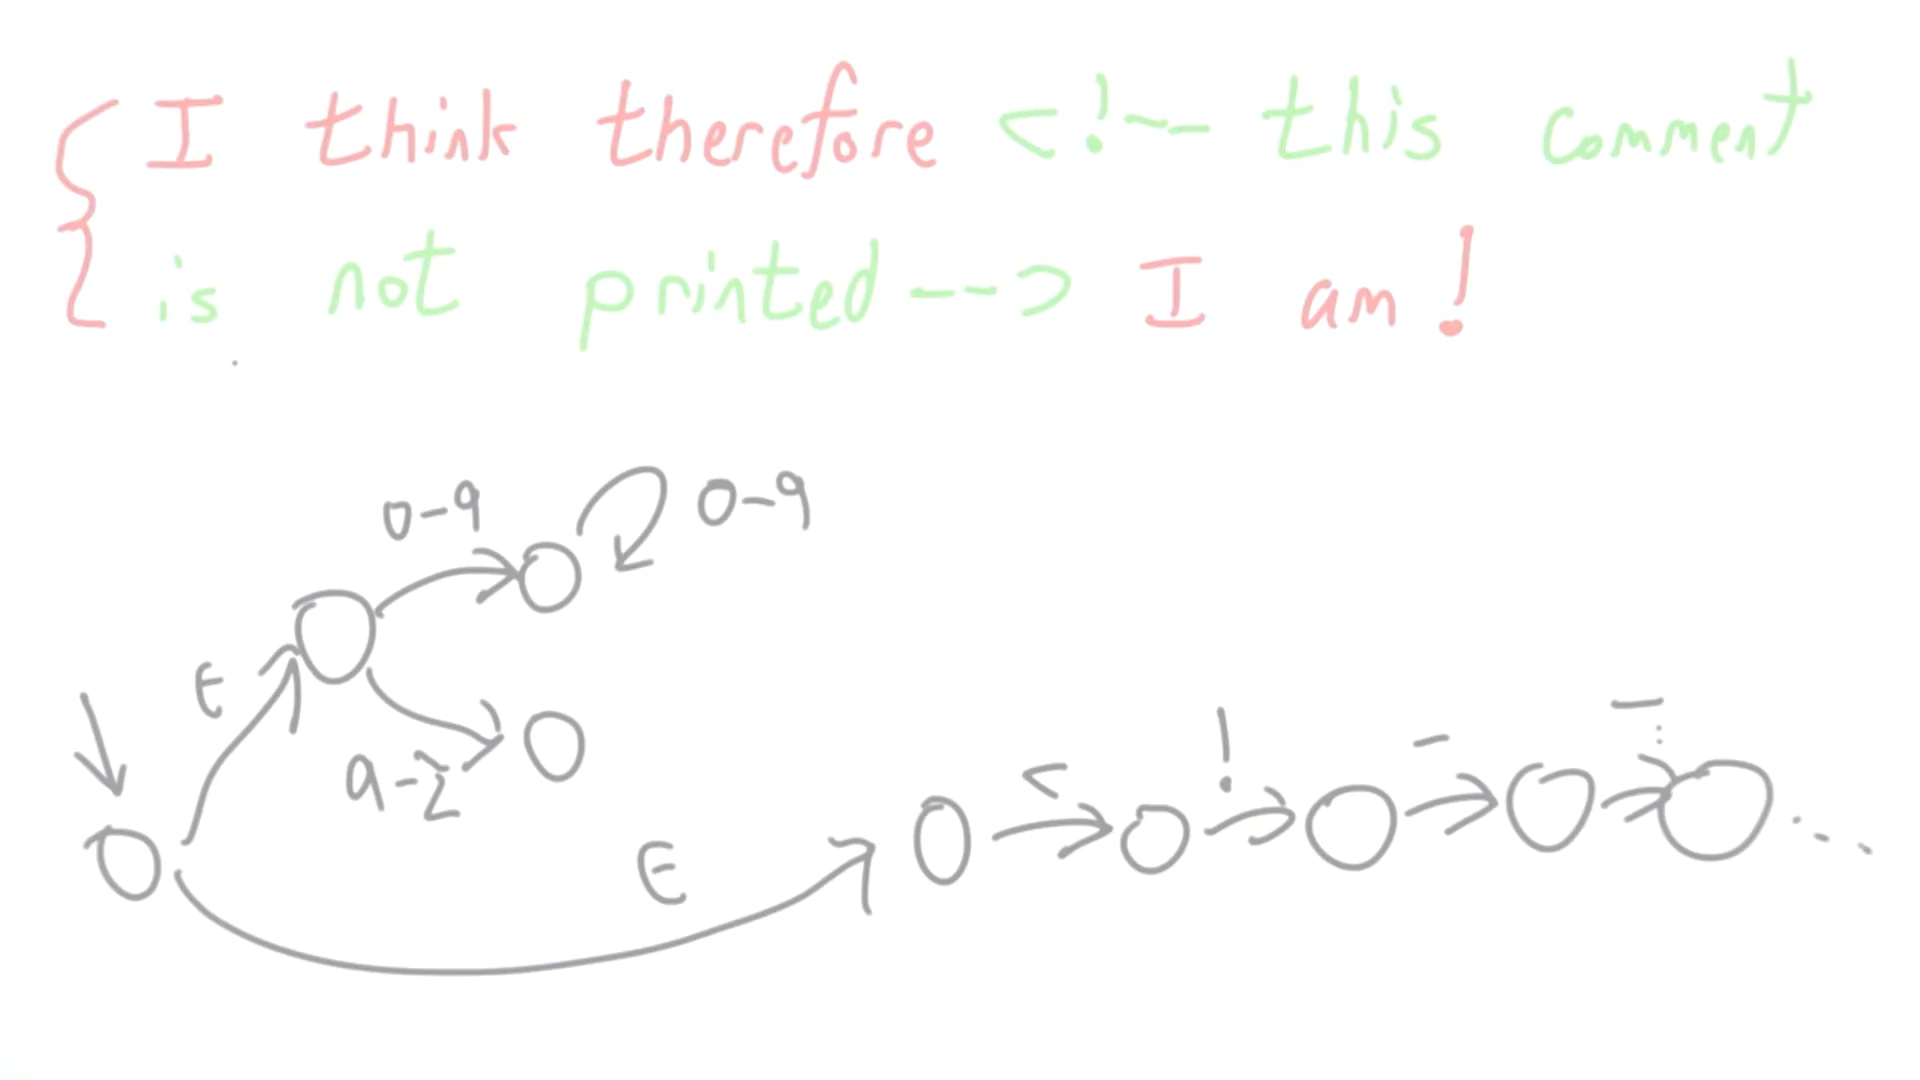 I think therefore <!-- this comment
is not printed --> I am!
0-9
0-9
ε
a-z
ε
<
!
-
-
...